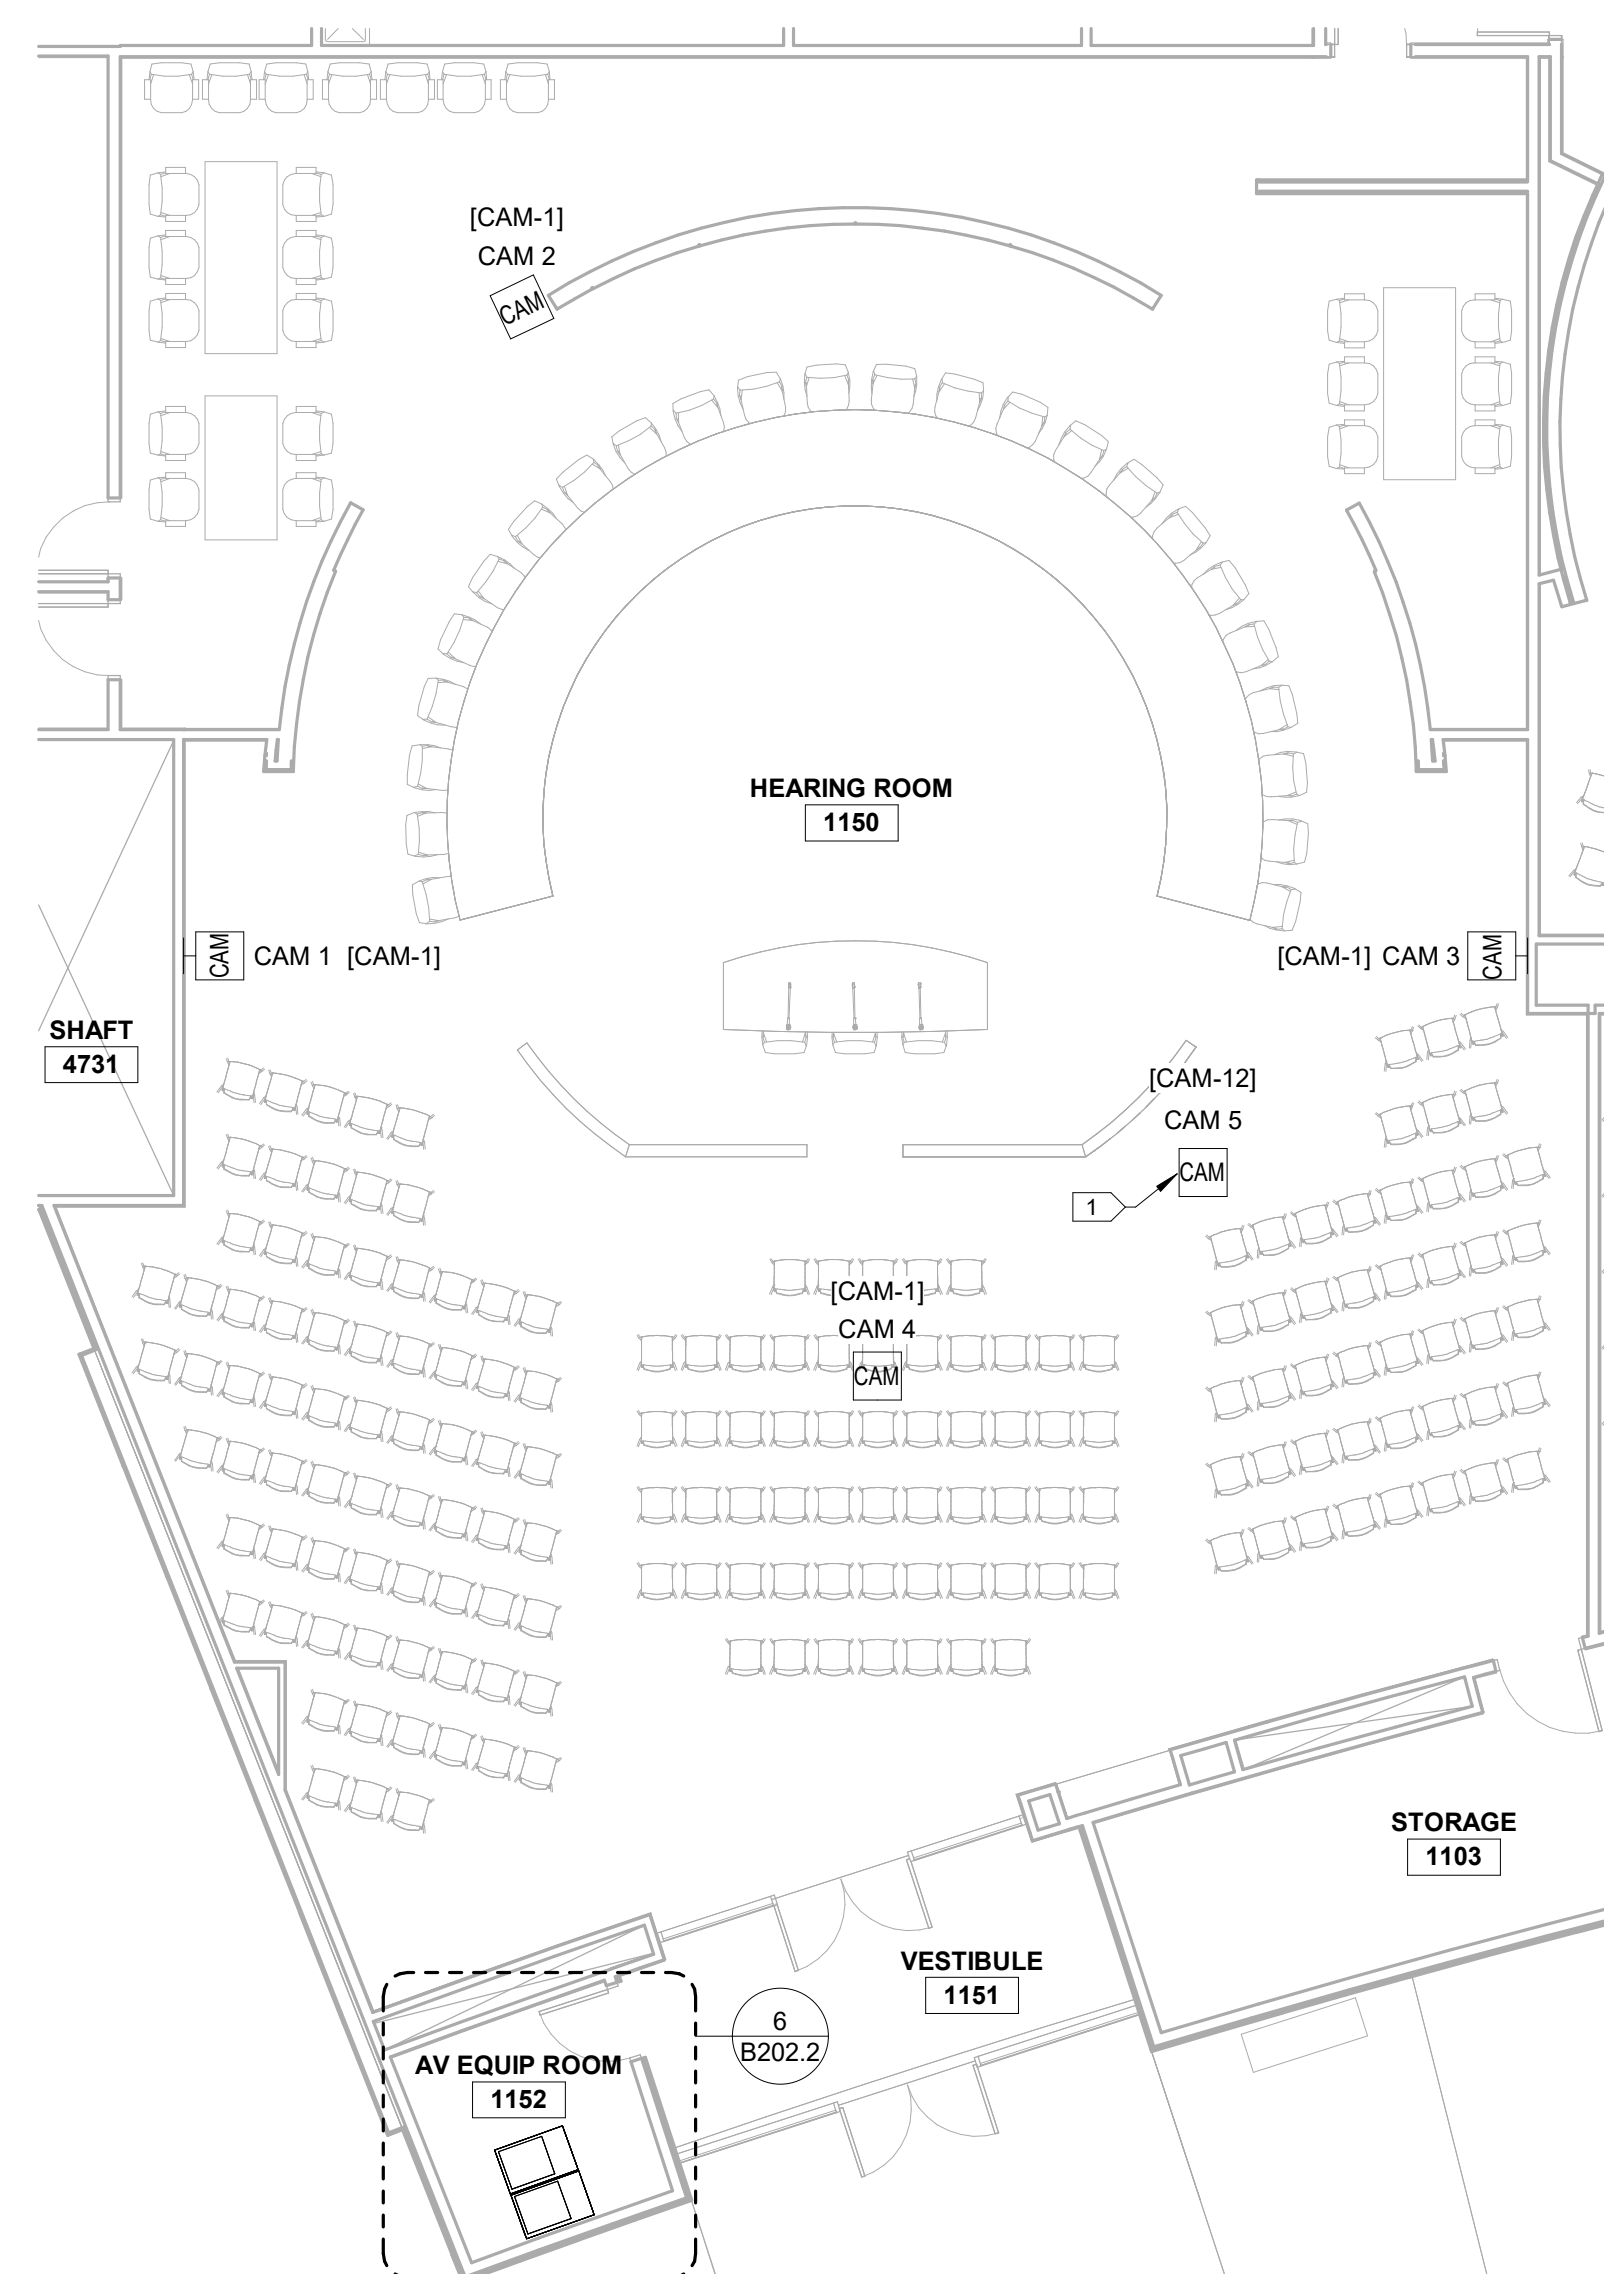 [CAM-1]
CAM 2
CAM
HEARING ROOM
1150
CAM CAM 1 [CAM-1]
[CAM-1] CAM 3 CAM
SHAFT
4731
[CAM-12]
CAM 5
CAM
1
[CAM-1]
CAM 4
CAM
STORAGE
1103
VESTIBULE
1151
6
B202.2
AV EQUIP ROOM
1152